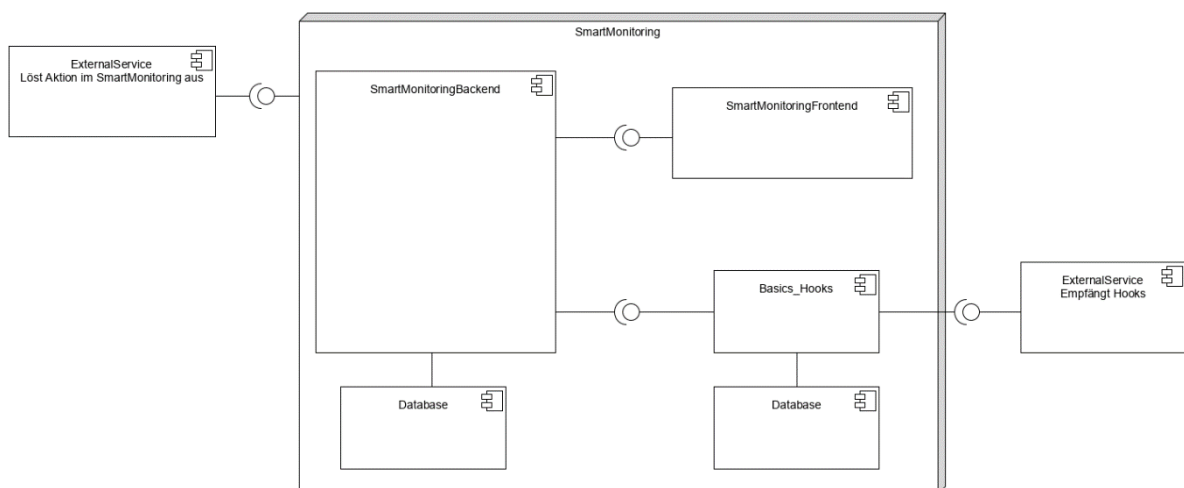 SmartMonitoring
ExternalService
Löst Aktion im SmartMonitoring aus
SmartMonitoringBackend
SmartMonitoringFrontend
Basics_Hooks
ExternalService
Empfängt Hooks
Database
Database